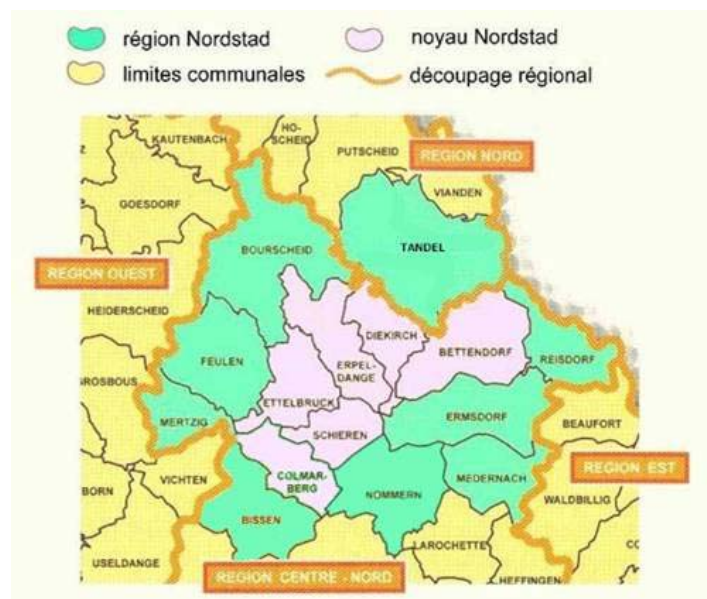 région Nordstad
noyau Nordstad
limites communales
découpage régional
KAUTENBACH
HO-
SCHEID
PUTSCHEID
REGION NORD
VIANDEN
GOESDORF
BOURSCHEID
TANDEL
REGION OUEST
HEIDERSCHEID
DIEKIRCH
BETTENDORF
REISDORF
FEULEN
ERPEL-
DANGE
ROSBOUS
ETTELBRUCK
ERMSDORF
MERTZIG
BEAUFORT
SCHIEREN
REGION EST
VICHTEN
COLMAR-
BERG
MEDERNACH
BORN
NOMMERN
WALDBILLIG
BISSEN
USELDANGE
LAROCHETTE
REGION CENTRE - NORD
HEFFINGEN